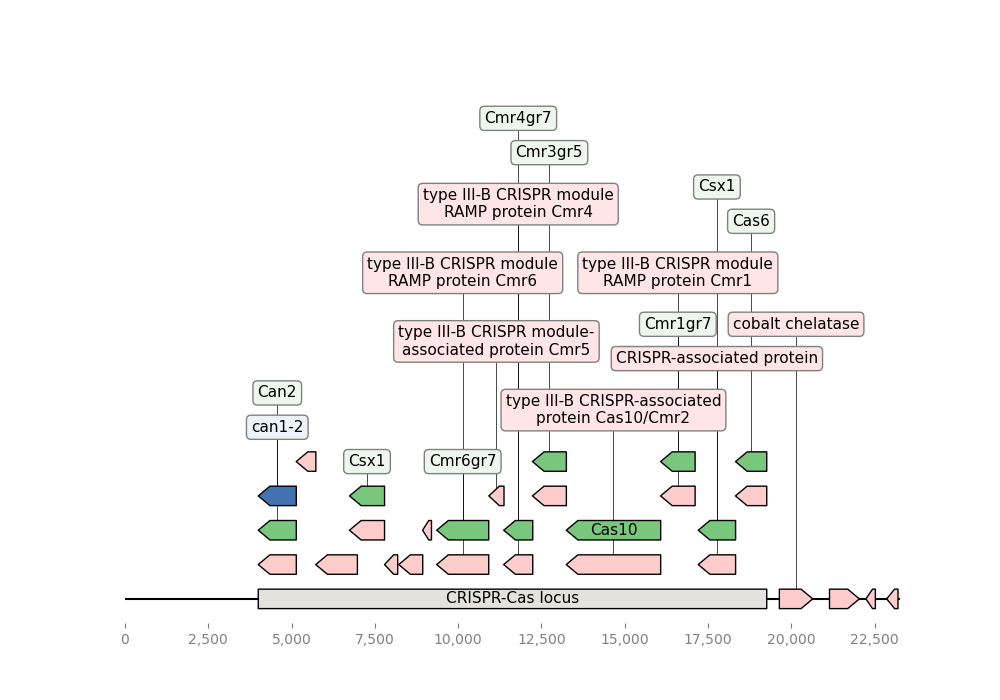 Cmr4gr7
Cmr3gr5
type III-B CRISPR module
RAMP protein Cmr4
Csx1
Cas6
type III-B CRISPR module
RAMP protein Cmr6
type III-B CRISPR module
RAMP protein Cmr1
Cmr1gr7
cobalt chelatase
type III-B CRISPR module-
associated protein Cmr5
CRISPR-associated protein
Can2
type III-B CRISPR-associated
protein Cas10/Cmr2
can1-2
Csx1
Cmr6gr7
Cas10
CRISPR-Cas locus
0
2,500
5,000
7,500
10,000
12,500
15,000
17,500
20,000
22,500